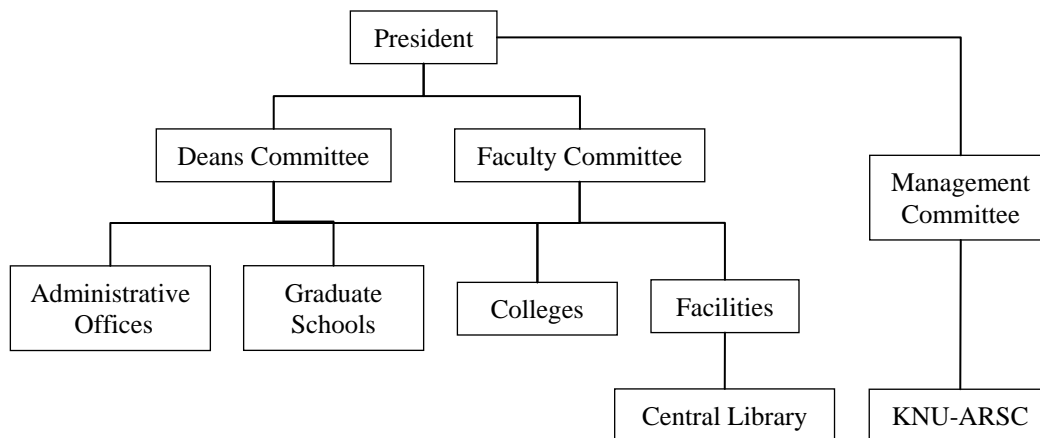 President
Deans Committee
Faculty Committee
Management
Committee
Administrative
Offices
Graduate
Schools
Colleges
Facilities
Central Library
KNU-ARSC